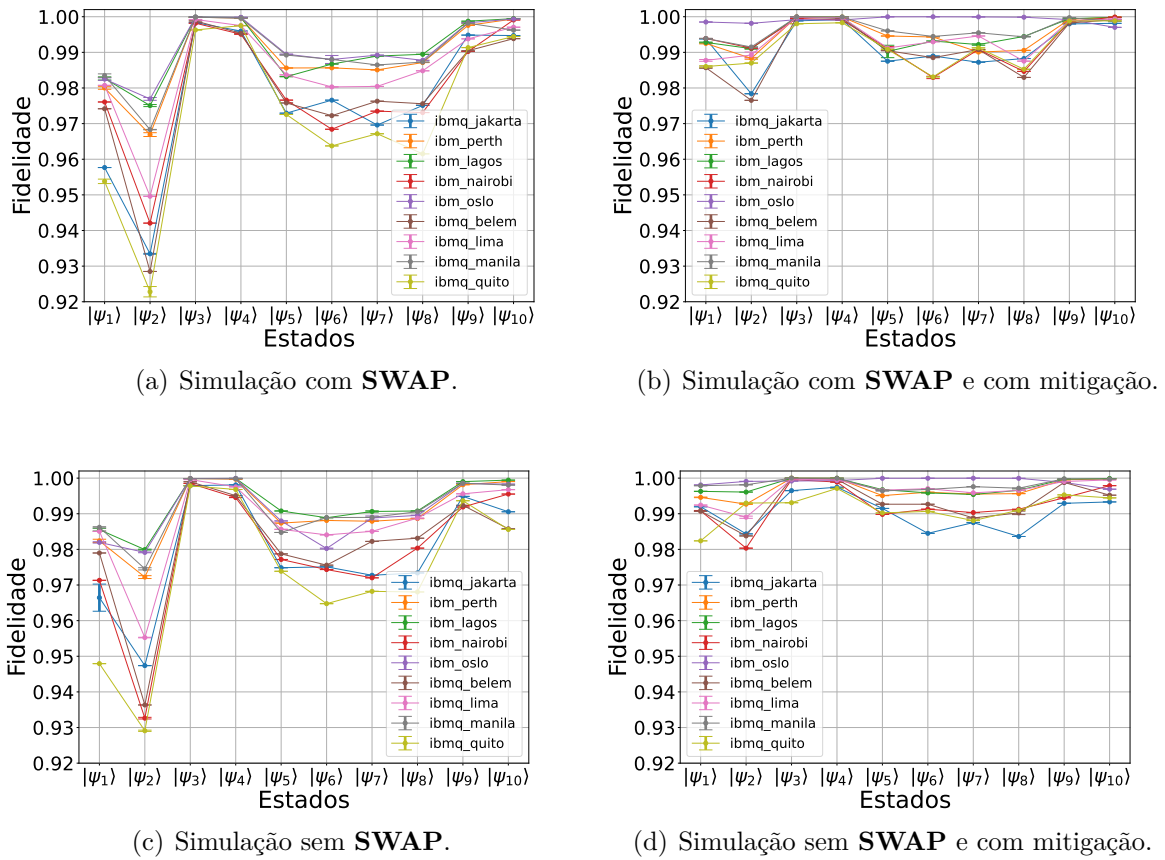 1.00
0.99
0.98
0.97
0.96
0.95
0.94
0.93
0.92
Fidelidade
ibmq_jakarta
ibm_perth
ibm_lagos
ibm_nairobi
ibm_oslo
ibmq_belem
ibmq_lima
ibmq_manila
ibmq_quito
|ψ₁⟩ |ψ₂⟩ |ψ₃⟩ |ψ₄⟩ |ψ₅⟩ |ψ₆⟩ |ψ₇⟩ |ψ₈⟩ |ψ₉⟩ |ψ₁₀⟩
Estados
(a) Simulação com SWAP.
1.00
0.99
0.98
0.97
0.96
0.95
0.94
0.93
0.92
Fidelidade
ibmq_jakarta
ibm_perth
ibm_lagos
ibm_nairobi
ibm_oslo
ibmq_belem
ibmq_lima
ibmq_manila
ibmq_quito
|ψ₁⟩ |ψ₂⟩ |ψ₃⟩ |ψ₄⟩ |ψ₅⟩ |ψ₆⟩ |ψ₇⟩ |ψ₈⟩ |ψ₉⟩ |ψ₁₀⟩
Estados
(b) Simulação com SWAP e com mitigação.
1.00
0.99
0.98
0.97
0.96
0.95
0.94
0.93
0.92
Fidelidade
ibmq_jakarta
ibm_perth
ibm_lagos
ibm_nairobi
ibm_oslo
ibmq_belem
ibmq_lima
ibmq_manila
ibmq_quito
|ψ₁⟩ |ψ₂⟩ |ψ₃⟩ |ψ₄⟩ |ψ₅⟩ |ψ₆⟩ |ψ₇⟩ |ψ₈⟩ |ψ₉⟩ |ψ₁₀⟩
Estados
(c) Simulação sem SWAP.
1.00
0.99
0.98
0.97
0.96
0.95
0.94
0.93
0.92
Fidelidade
ibmq_jakarta
ibm_perth
ibm_lagos
ibm_nairobi
ibm_oslo
ibmq_belem
ibmq_lima
ibmq_manila
ibmq_quito
|ψ₁⟩ |ψ₂⟩ |ψ₃⟩ |ψ₄⟩ |ψ₅⟩ |ψ₆⟩ |ψ₇⟩ |ψ₈⟩ |ψ₉⟩ |ψ₁₀⟩
Estados
(d) Simulação sem SWAP e com mitigação.